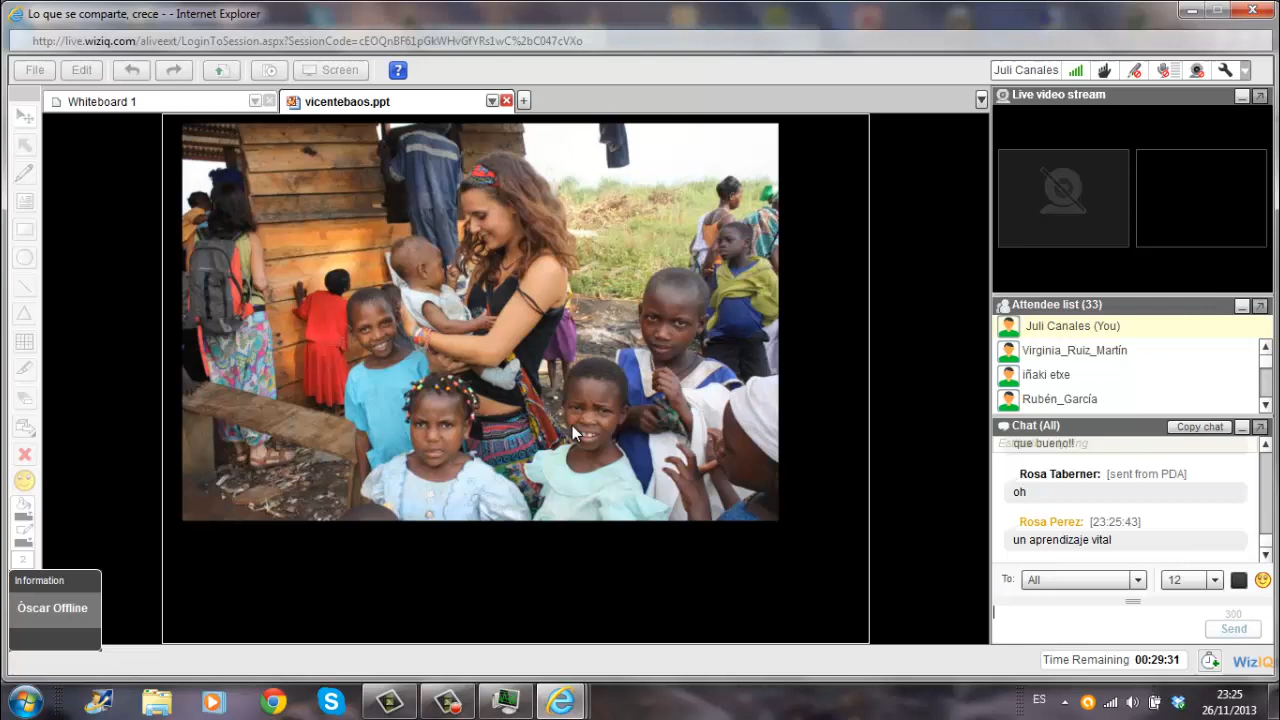 Lo que se comparte, crece - - Internet Explorer
http://live.wiziq.com/aliveext/LoginToSession.aspx?SessionCode=cEOQnBF61pGkWHvGfYRs1wC%2bC047cVXo
File Edit Screen ? Juli Canales
Whiteboard 1 vicentebaos.ppt +
Live video stream
Attendee list (33)
Juli Canales (You)
Virginia_Ruiz_Martín
iñaki etxe
Rubén_García
Chat (All) Copy chat
que bueno!!
Rosa Taberner: [sent from PDA]
oh
Rosa Perez: [23:25:43]
un aprendizaje vital
To: All 12
300
Send
2
Information
Óscar Offline
Time Remaining 00:29:31 WizIQ
ES 23:25
26/11/2013